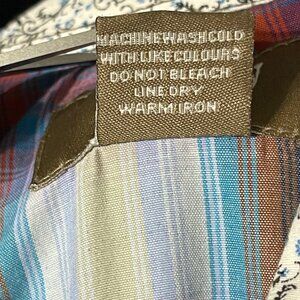 MACHINE WASH COLD
WITH LIKE COLOURS
DO NOT BLEACH
LINE DRY
WARM IRON